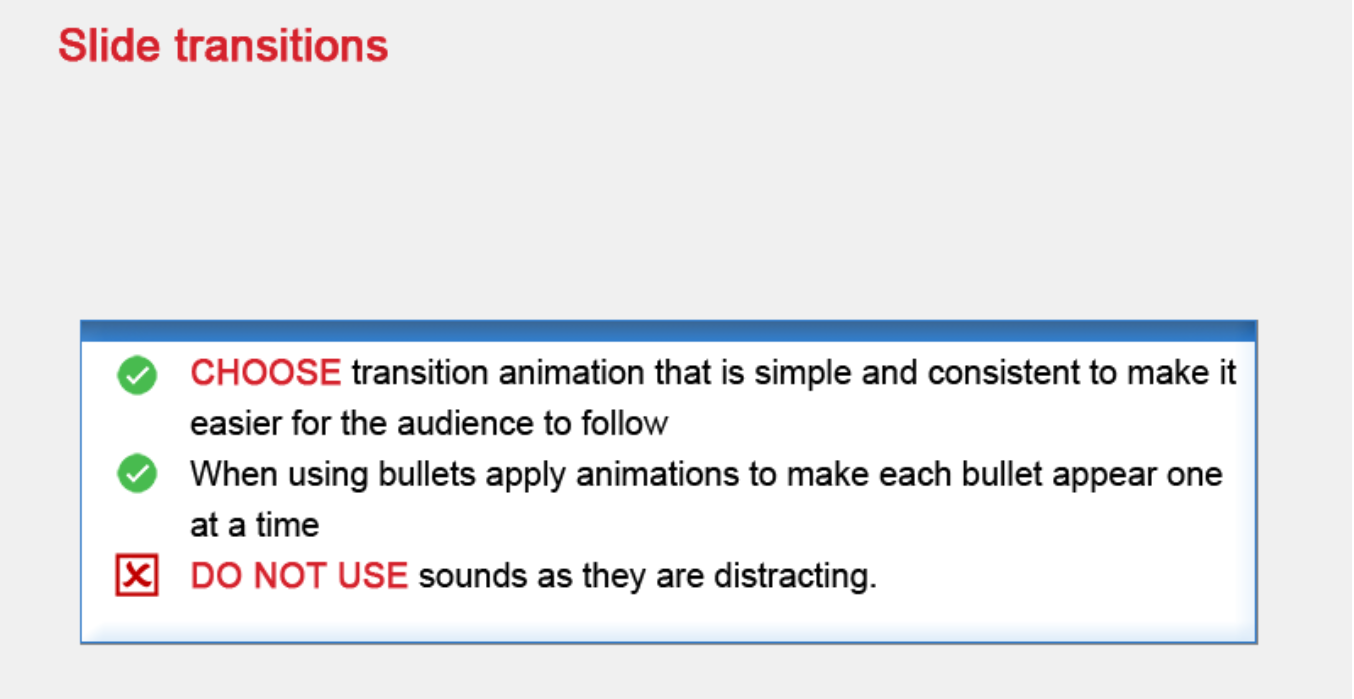 Slide transitions
CHOOSE transition animation that is simple and consistent to make it
easier for the audience to follow
When using bullets apply animations to make each bullet appear one
at a time
DO NOT USE sounds as they are distracting.